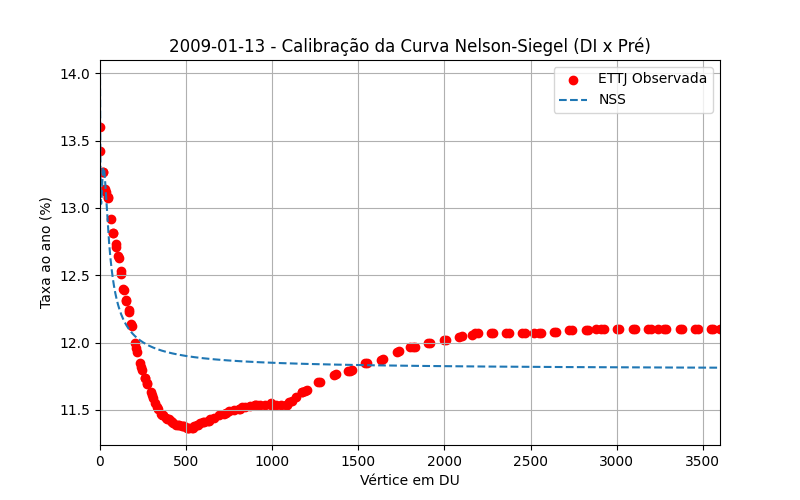 2009-01-13 - Calibração da Curva Nelson-Siegel (DI x Pré)
ETTJ Observada
NSS
Taxa ao ano (%)
14.0
13.5
13.0
12.5
12.0
11.5
0 500 1000 1500 2000 2500 3000 3500
Vértice em DU